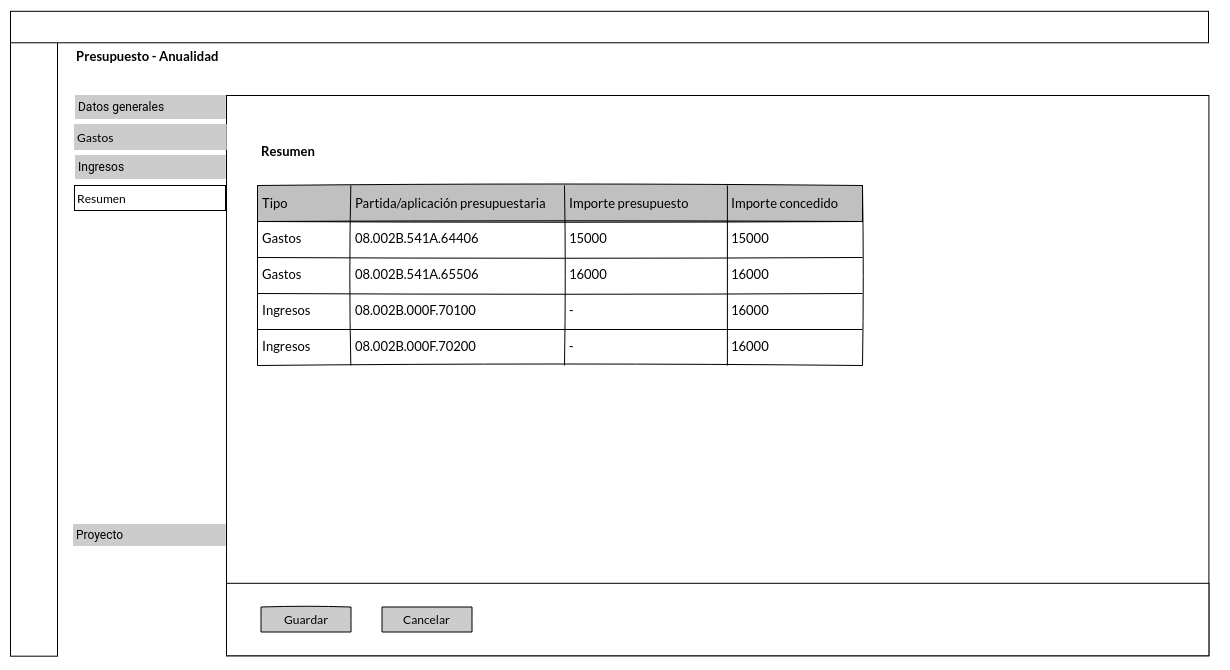 Presupuesto - Anualidad
Datos generales
Gastos
Ingresos
Resumen
Proyecto
Resumen
Tipo Partida/aplicación presupuestaria Importe presupuesto Importe concedido
Gastos 08.002B.541A.64406 15000 15000
Gastos 08.002B.541A.65506 16000 16000
Ingresos 08.002B.000F.70100 - 16000
Ingresos 08.002B.000F.70200 - 16000
Guardar Cancelar